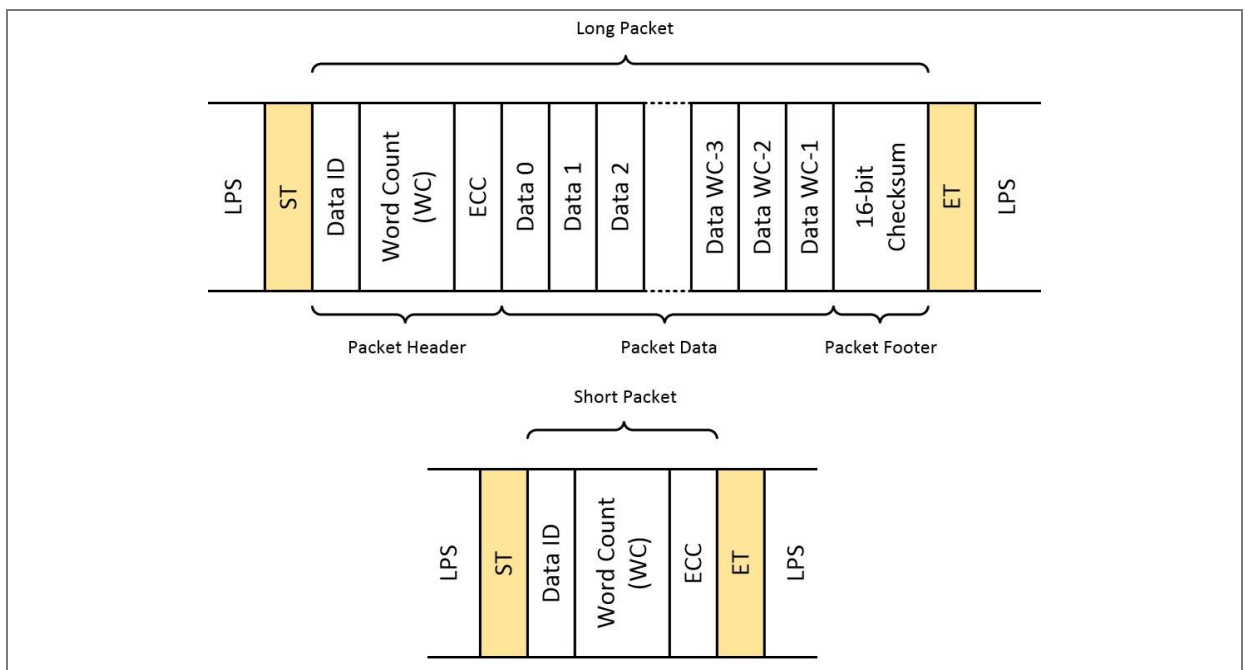 Long Packet
LPS
ST
Data ID
Word Count
(WC)
ECC
Data 0
Data 1
Data 2
Data WC-3
Data WC-2
Data WC-1
16-bit
Checksum
ET
LPS
Packet Header
Packet Data
Packet Footer
Short Packet
LPS
ST
Data ID
Word Count
(WC)
ECC
ET
LPS